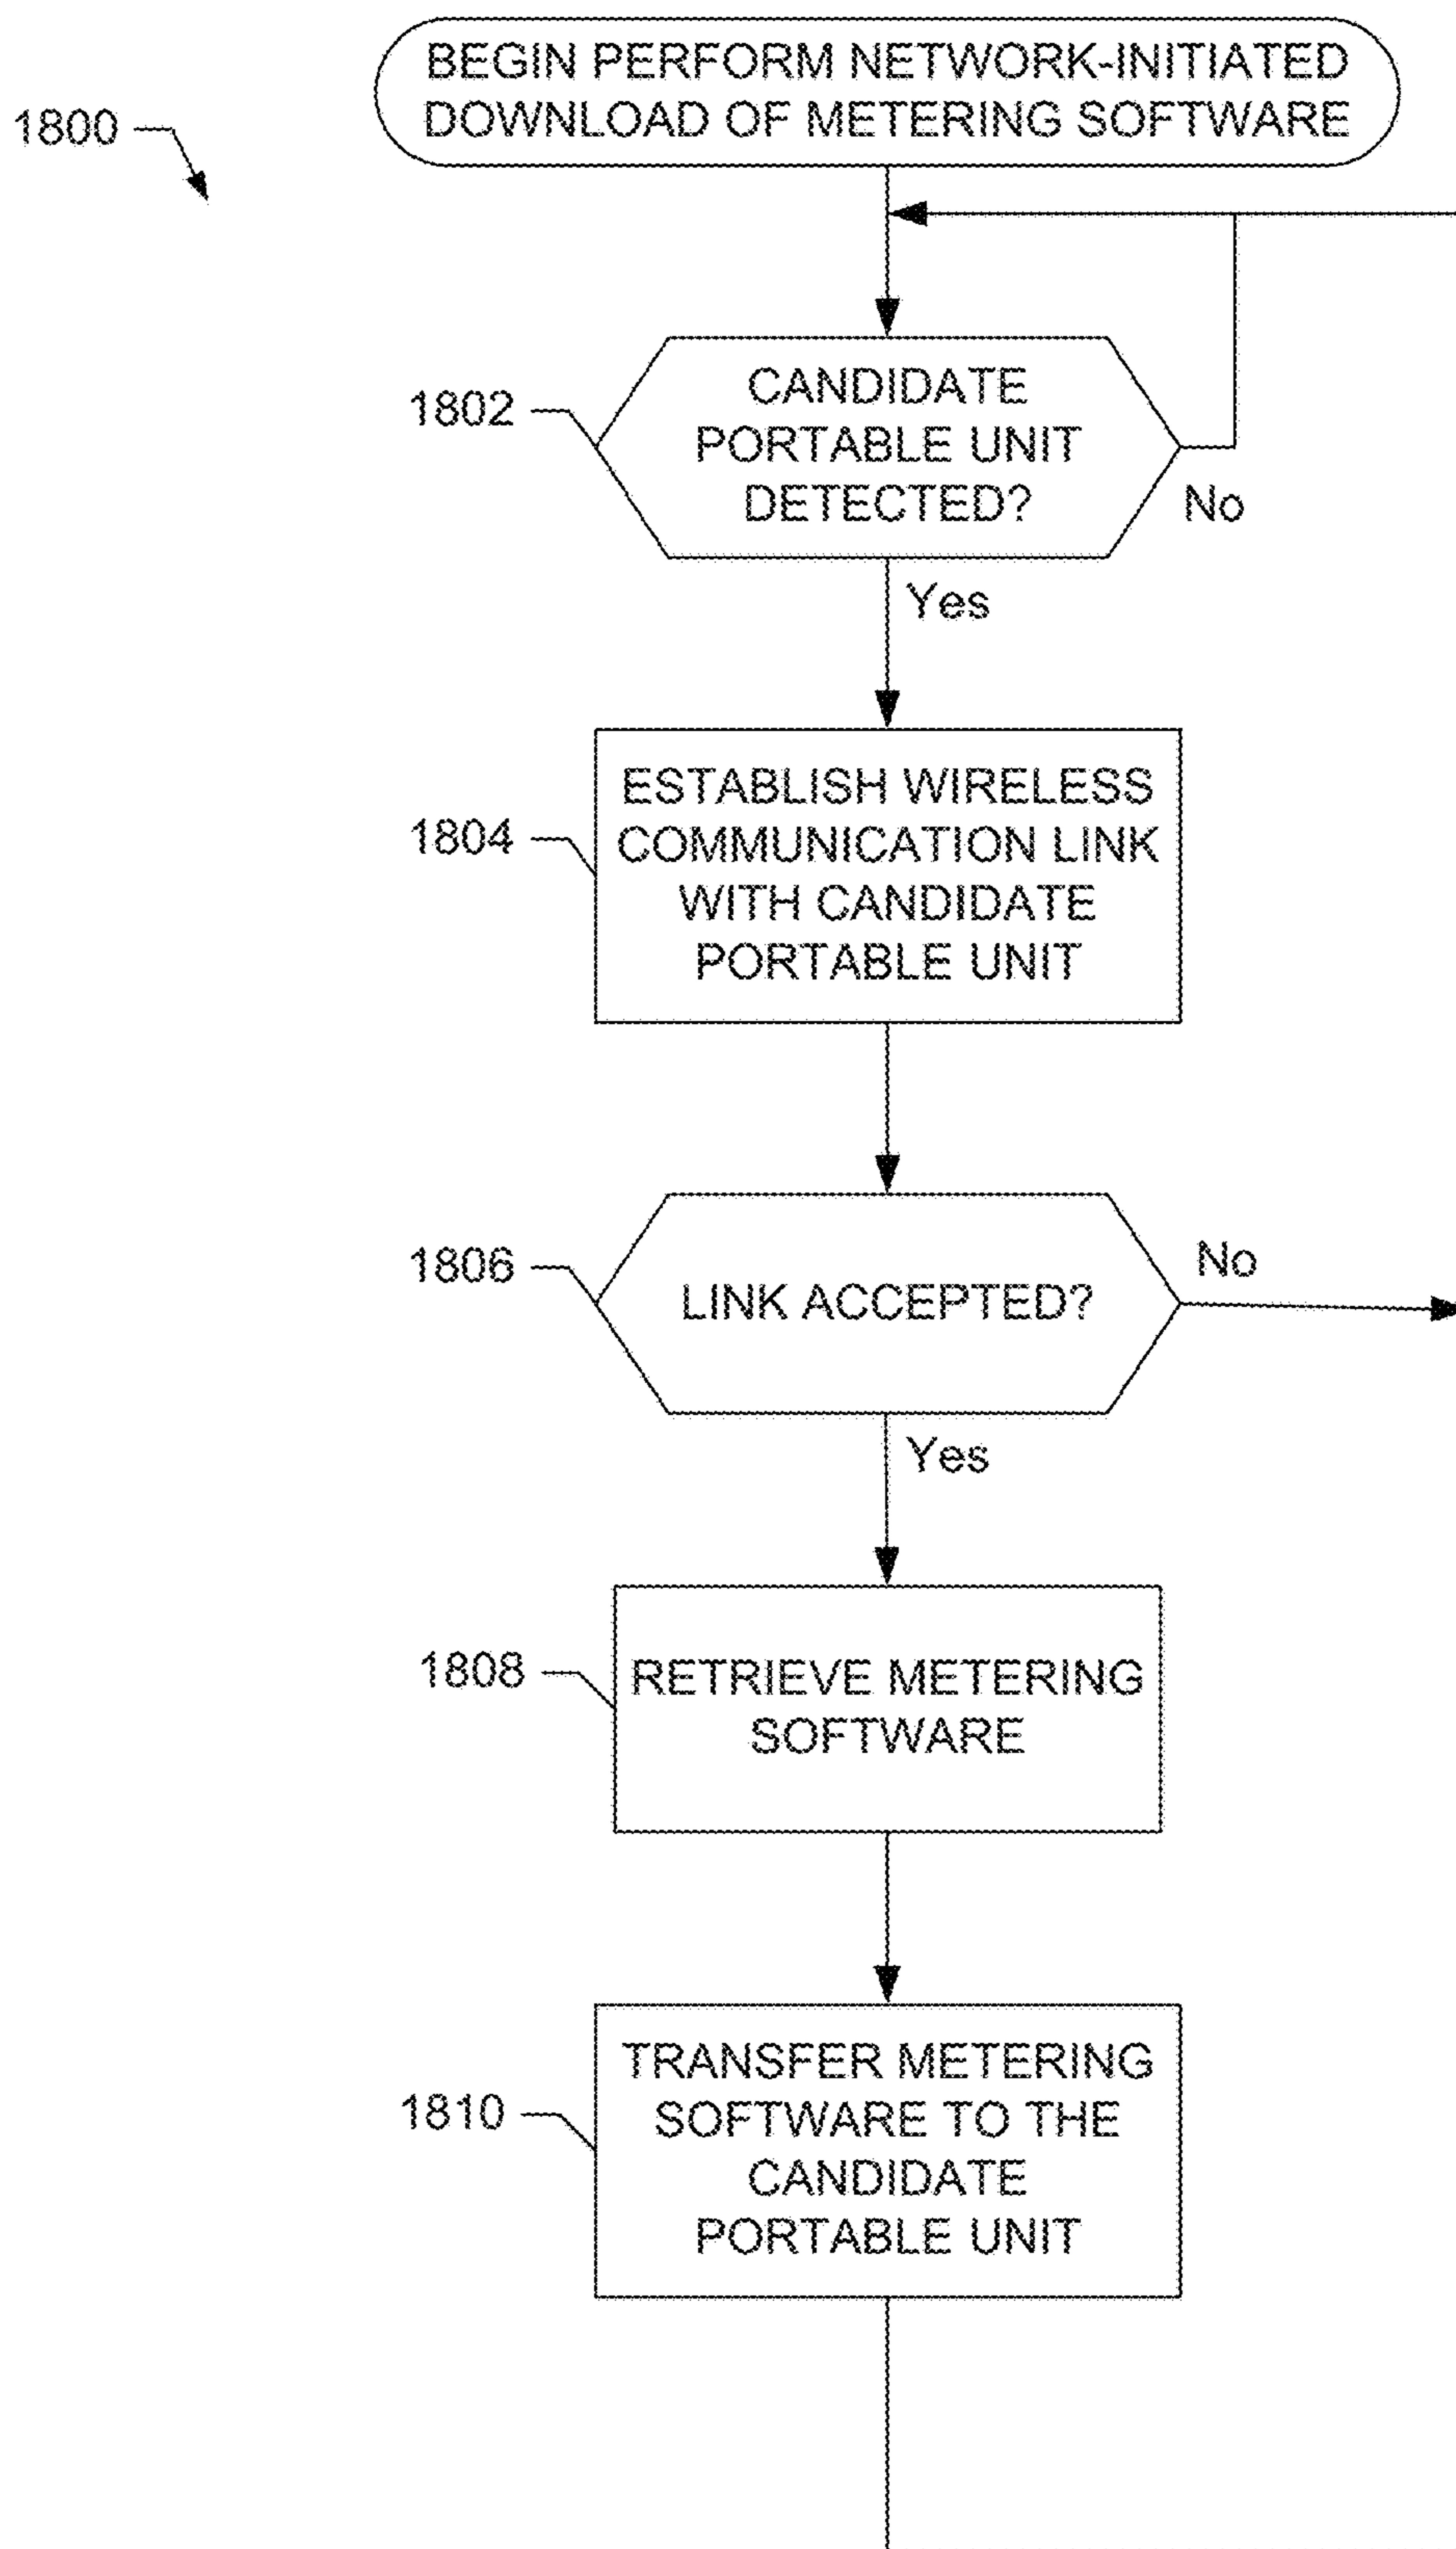 BEGIN PERFORM NETWORK-INITIATED
DOWNLOAD OF METERING SOFTWARE
1800
CANDIDATE
PORTABLE UNIT
DETECTED?
1802
No
Yes
ESTABLISH WIRELESS
COMMUNICATION LINK
WITH CANDIDATE
PORTABLE UNIT
1804
LINK ACCEPTED?
1806
No
Yes
RETRIEVE METERING
SOFTWARE
1808
TRANSFER METERING
SOFTWARE TO THE
CANDIDATE
PORTABLE UNIT
1810